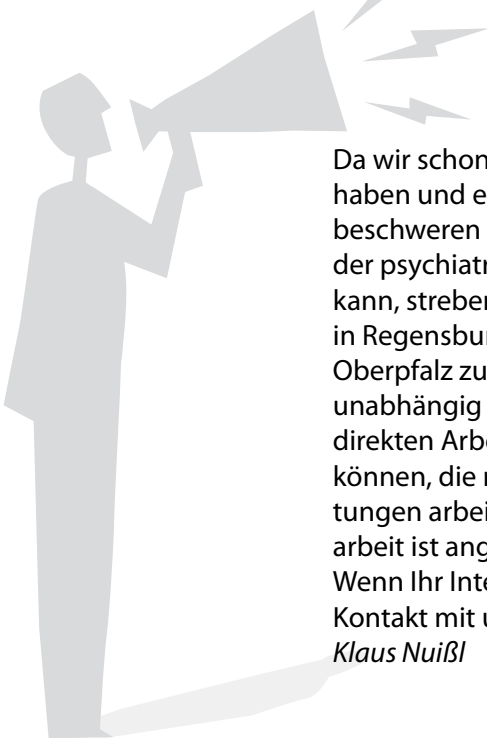 Da wir schon
haben und e
beschweren
der psychiatr
kann, streber
in Regensbu
Oberpfalz zu
unabhängig
direkten Arbe
können, die
tungen arbei
arbeit ist ang
Wenn Ihr Inte
Kontakt mit u
Klaus Nuißl